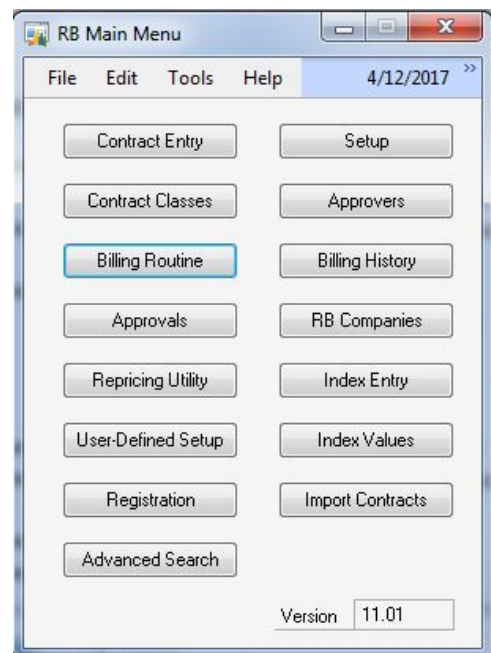 RB Main Menu
File Edit Tools Help 4/12/2017 »
Contract Entry Setup
Contract Classes Approvers
Billing Routine Billing History
Approvals RB Companies
Repricing Utility Index Entry
User-Defined Setup Index Values
Registration Import Contracts
Advanced Search
Version 11.01